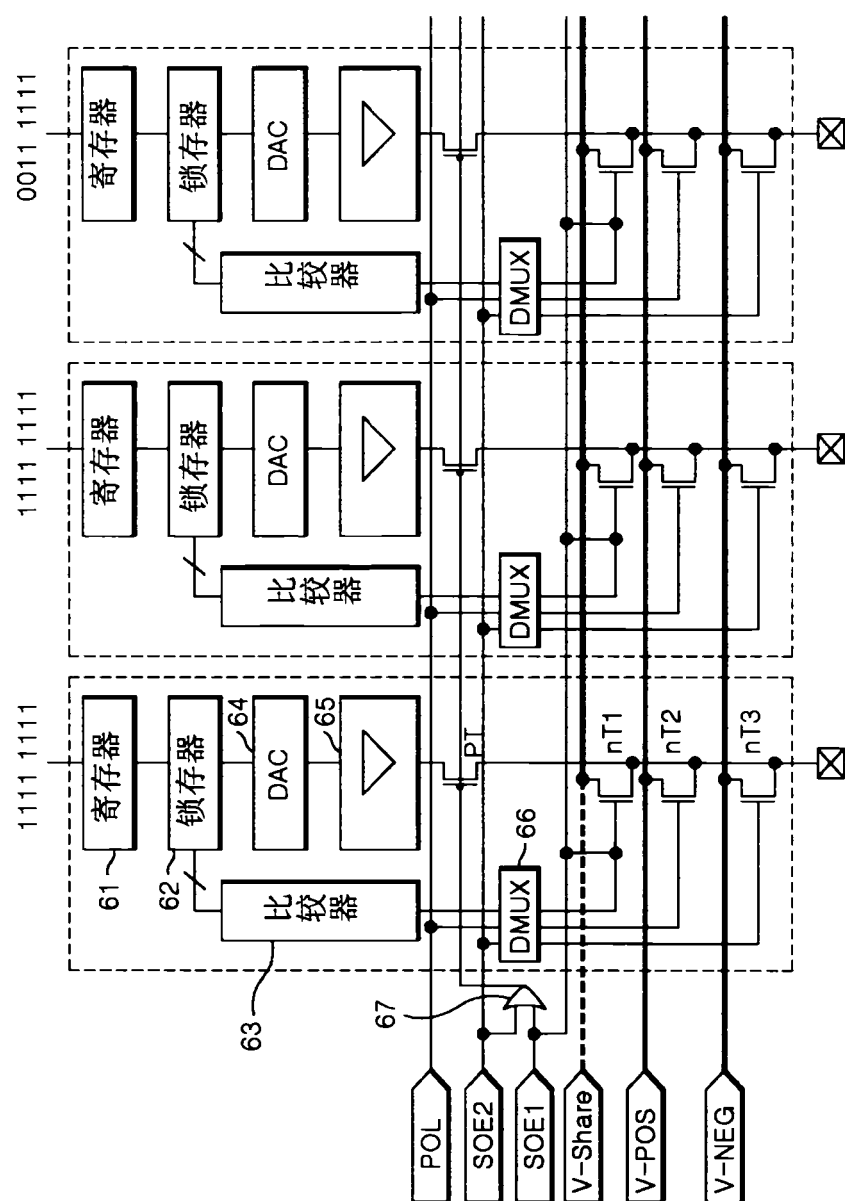 1111 1111
1111 1111
0011 1111
寄存器
寄存器
寄存器
61
锁存器
锁存器
锁存器
62
DAC
DAC
DAC
64
65
比较器
比较器
比较器
63
PT
DMUX
DMUX
DMUX
66
67
nT1
nT2
nT3
POL
SOE2
SOE1
V-Share
V-POS
V-NEG